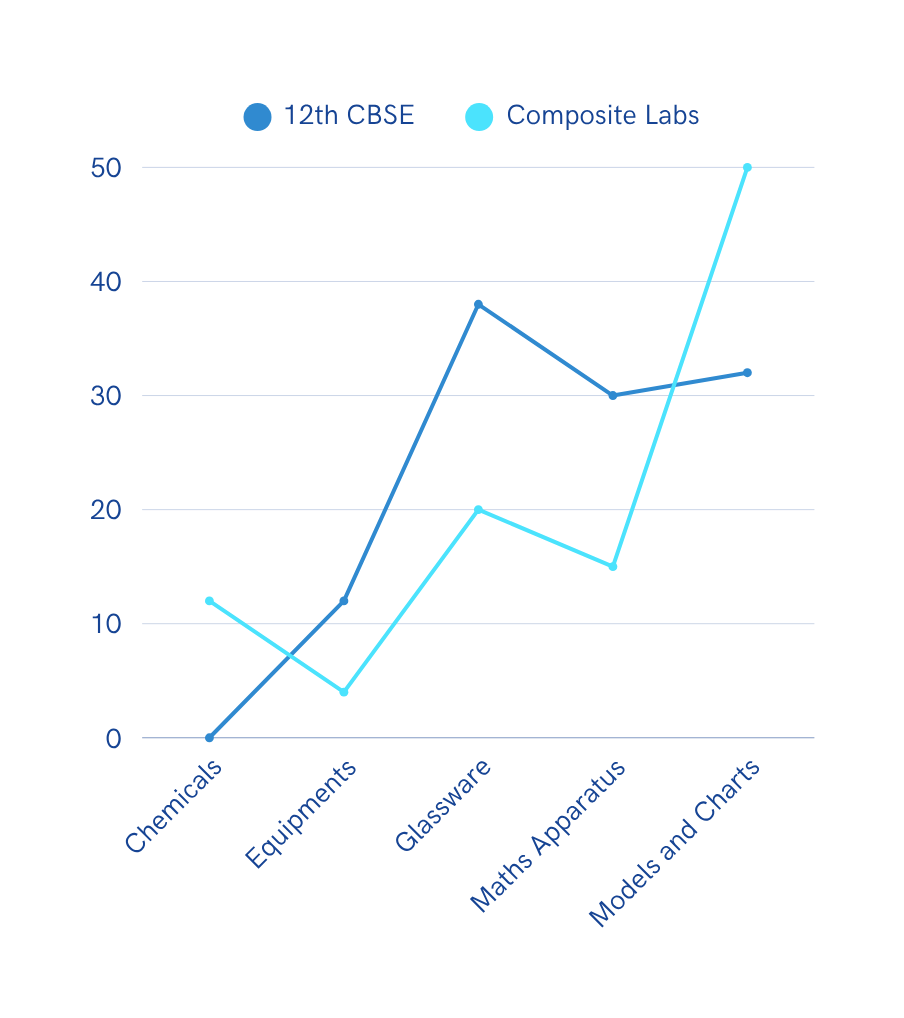 12th CBSE
Composite Labs
50
40
30
20
10
0
Chemicals
Equipments
Glassware
Maths Apparatus
Models and Charts